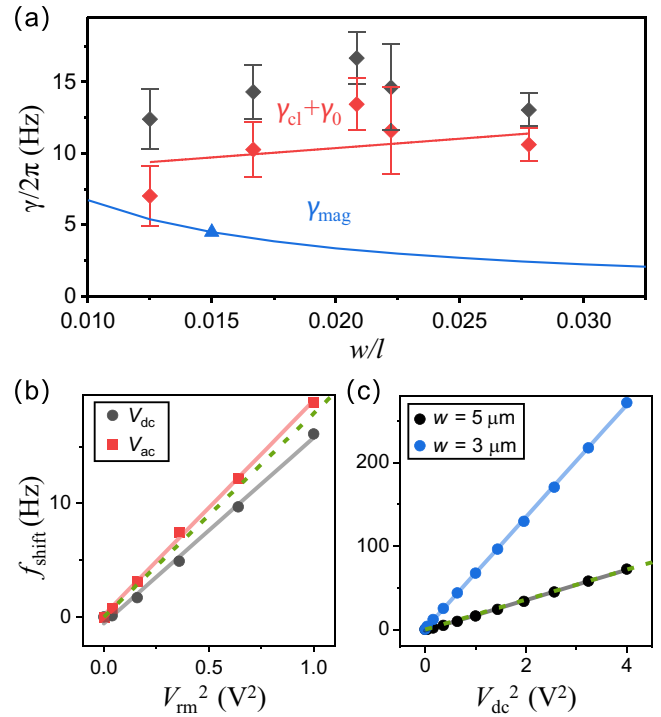 (a)
15
10
5
0
γ/2π (Hz)
γcl+γ0
γmag
0.010 0.015 0.020 0.025 0.030
w/l
(b)
Vdc
Vac
10
0
fshift (Hz)
0.0 0.5 1.0
Vrm² (V²)
(c)
w = 5 μm
w = 3 μm
200
100
0
0 2 4
Vdc² (V²)